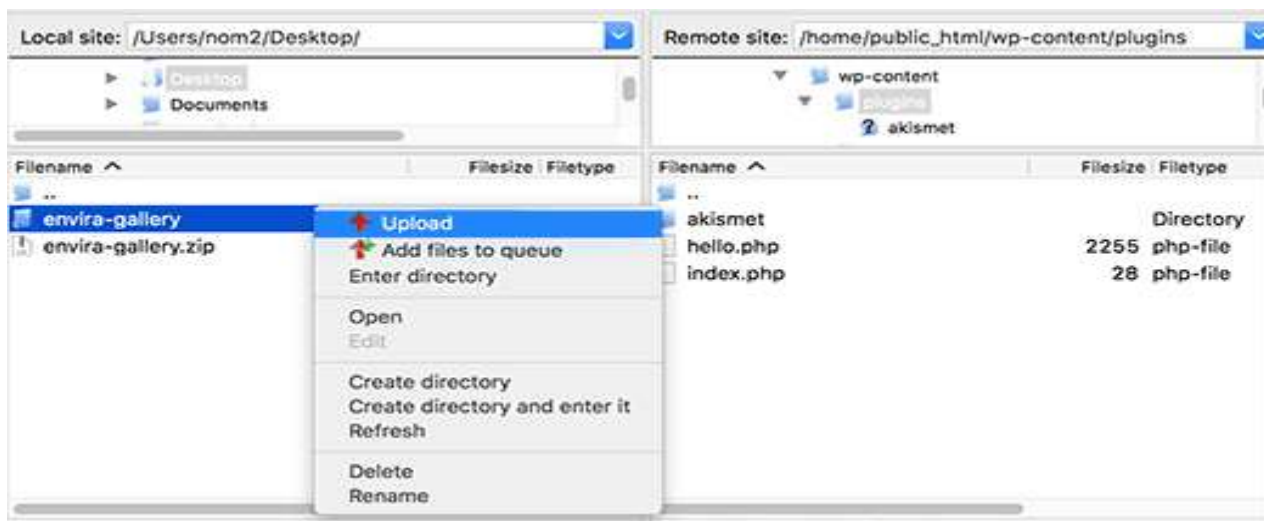 Local site: /Users/nom2/Desktop/
Desktop
Documents
Filename Filesize Filetype
..
envira-gallery
envira-gallery.zip
Upload
Add files to queue
Enter directory
Open
Edit
Create directory
Create directory and enter it
Refresh
Delete
Rename
Remote site: /home/public_html/wp-content/plugins
wp-content
plugins
akismet
Filename Filesize Filetype
..
akismet Directory
hello.php 2255 php-file
index.php 28 php-file